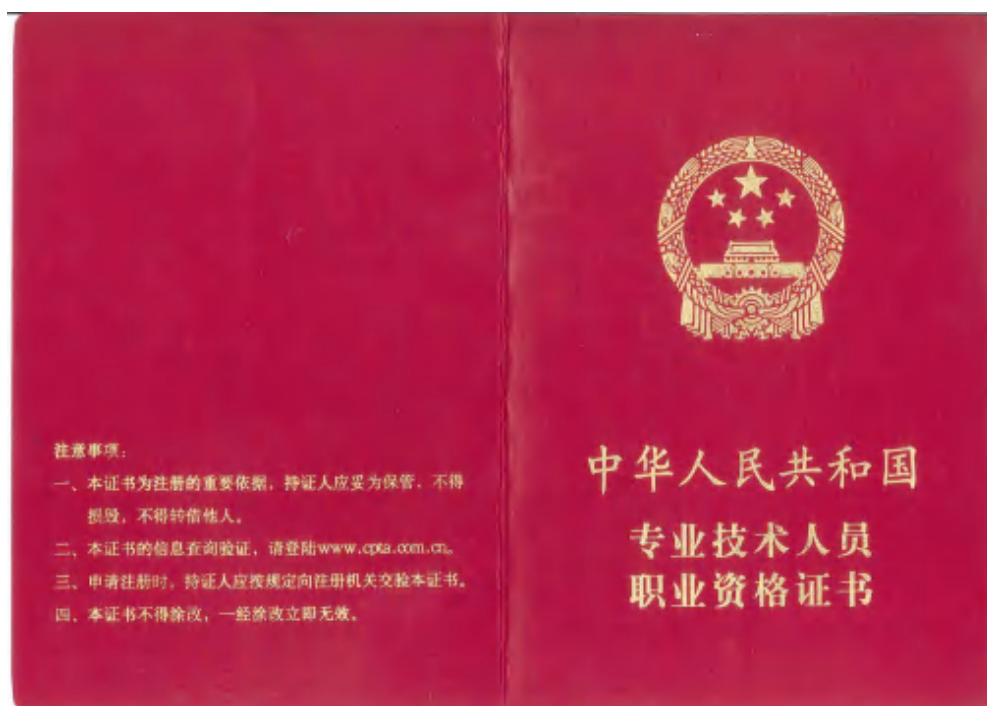 注意事项：
一、本证书为注册的重要依据，持证人应妥为保管，不得
损毁，不得转借他人。
二、本证书的信息查询验证，请登陆www.cpta.com.cn。
三、申请注册时，持证人应按规定向注册机关交验本证书。
四、本证书不得涂改，一经涂改立即无效。
中华人民共和国
专业技术人员
职业资格证书